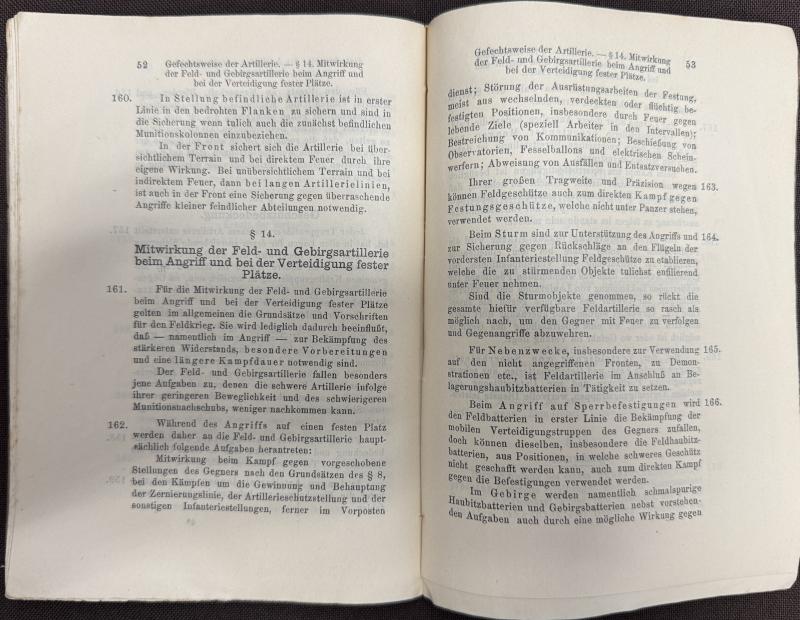 52 Gefechtsweise der Artillerie. — § 14. Mitwirkung
der Feld- und Gebirgsartillerie beim Angriff und
bei der Verteidigung fester Plätze.
160. In Stellung befindliche Artillerie ist in erster
Linie in den bedrohten Flanken zu sichern und sind in
die Sicherung wenn tulich auch die zunächst befindlichen
Munitionskolonnen einzubeziehen.
In der Front sichert sich die Artillerie bei über-
sichtlichem Terrain und bei direktem Feuer durch ihre
eigene Wirkung. Bei unübersichtlichem Terrain und bei
indirektem Feuer, dann bei langen Artillerielinien,
ist auch in der Front eine Sicherung gegen überraschende
Angriffe kleiner feindlicher Abteilungen notwendig.
§ 14.
Mitwirkung der Feld- und Gebirgsartillerie
beim Angriff und bei der Verteidigung fester
Plätze.
161. Für die Mitwirkung der Feld- und Gebirgsartillerie
beim Angriff und bei der Verteidigung fester Plätze
gelten im allgemeinen die Grundsätze und Vorschriften
für den Feldkrieg. Sie wird lediglich dadurch beeinflußt,
daß — namentlich im Angriff — zur Bekämpfung des
stärkeren Widerstands, besondere Vorbereitungen
und eine längere Kampfdauer notwendig sind.
Der Feld- und Gebirgsartillerie fallen besonders
jene Aufgaben zu, denen die schwere Artillerie infolge
ihrer geringeren Beweglichkeit und des schwierigeren
Munitionsnachschubs, weniger nachkommen kann.
162. Während des Angriffs auf einen festen Platz
werden daher an die Feld- und Gebirgsartillerie haupt-
sächlich folgende Aufgaben herantreten:
Mitwirkung beim Kampf gegen vorgeschobene
Stellungen des Gegners nach den Grundsätzen des § 8,
bei den Kämpfen um die Gewinnung und Behauptung
der Zernierungslinie, der Artillerieschutzstellung und der
sonstigen Infanteriestellungen, ferner im Vorposten
Gefechtsweise der Artillerie. — § 14. Mitwirkung 53
der Feld- und Gebirgsartillerie beim Angriff und
bei der Verteidigung fester Plätze.
dienst; Störung der Ausrüstungsarbeiten der Festung,
meist aus wechselnden, verdeckten oder flüchtig be-
festigten Positionen, insbesondere durch Feuer gegen
lebende Ziele (speziell Arbeiter in den Intervallen);
Bestreichung von Kommunikationen; Beschießung von
Observatorien, Fesselballons und elektrischen Schein-
werfern; Abweisung von Ausfällen und Entsatzversuchen.
Ihrer großen Tragweite und Präzision wegen 163.
können Feldgeschütze auch zum direkten Kampf gegen
Festungsgeschütze, welche nicht unter Panzer stehen,
verwendet werden.
Beim Sturm sind zur Unterstützung des Angriffs und 164.
zur Sicherung gegen Rückschläge an den Flügeln der
vordersten Infanteriestellung Feldgeschütze zu etablieren,
welche die zu stürmenden Objekte tulichst enfilierend
unter Feuer nehmen.
Sind die Sturmobjekte genommen, so rückt die
gesamte hiefür verfügbare Feldartillerie so rasch als
möglich nach, um den Gegner mit Feuer zu verfolgen
und Gegenangriffe abzuwehren.
Für Nebenzwecke, insbesondere zur Verwendung 165.
auf den nicht angegriffenen Fronten, zu Demon-
strationen etc., ist Feldartillerie im Anschluß an Be-
lagerungshaubitzbatterien in Tätigkeit zu setzen.
Beim Angriff auf Sperrbefestigungen wird 166.
den Feldbatterien in erster Linie die Bekämpfung der
mobilen Verteidigungstruppen des Gegners zufallen,
doch können dieselben, insbesondere die Feldhaubitz-
batterien, aus Positionen, in welche schweres Geschütz
nicht geschafft werden kann, auch zum direkten Kampf
gegen die Befestigungen verwendet werden.
Im Gebirge werden namentlich schmalspurige
Haubitzbatterien und Gebirgsbatterien nebst vorstehen-
den Aufgaben auch durch eine mögliche Wirkung gegen